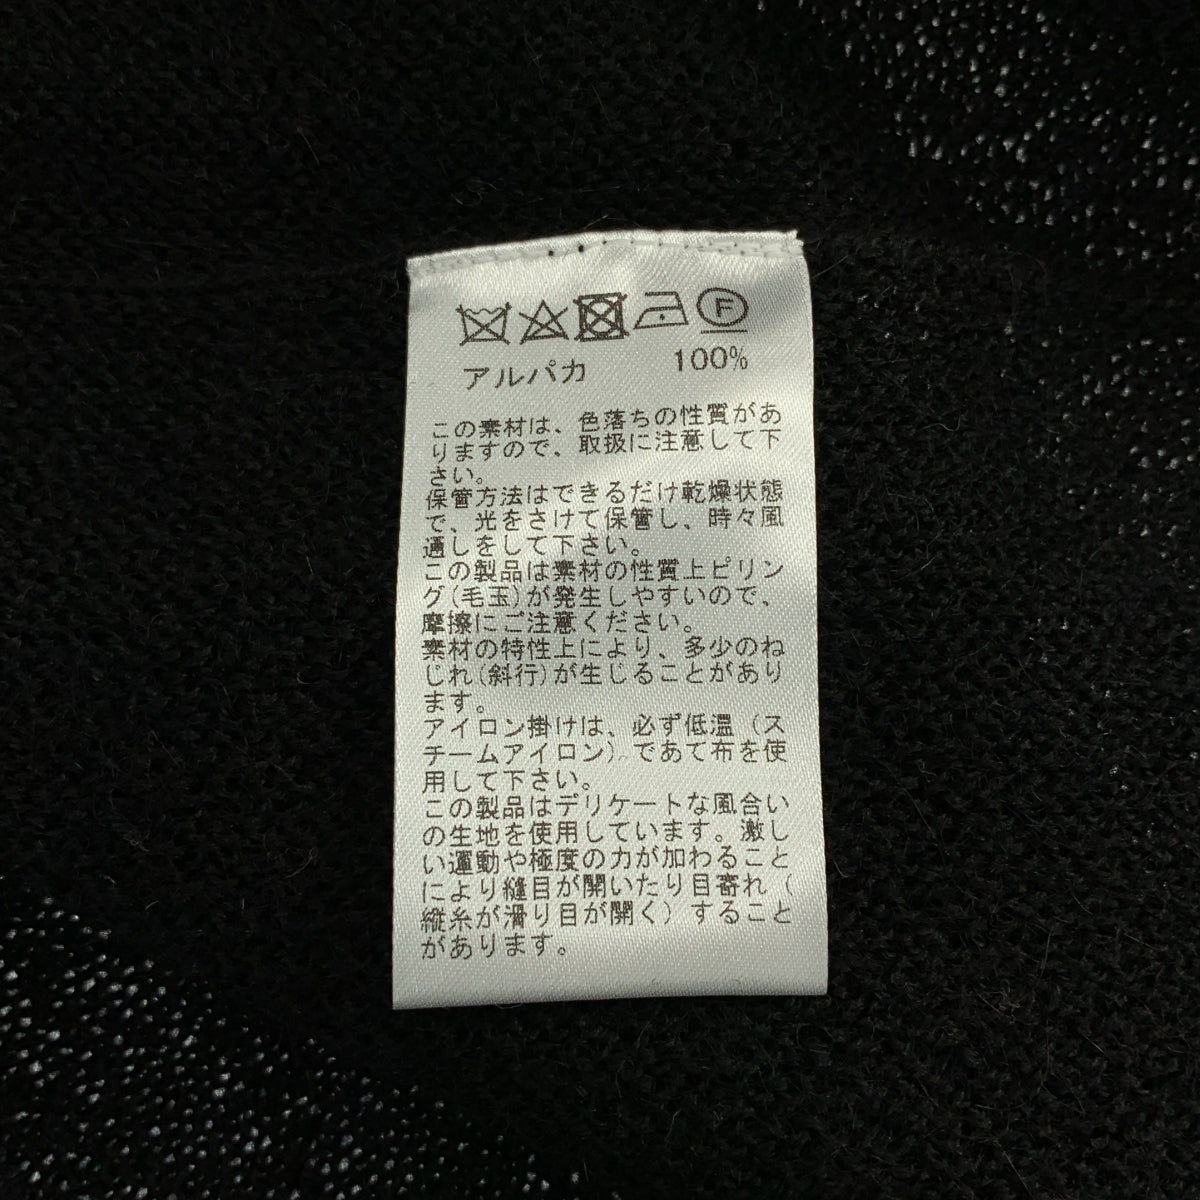 F
アルパカ 100%
この素材は、色落ちの性質があ
りますので、取扱に注意して下
さい。
保管方法はできるだけ乾燥状態
で、光をさけて保管し、時々風
通しをして下さい。
この製品は素材の性質上ピリン
グ(毛玉)が発生しやすいので、
摩擦にご注意ください。
素材の特性上により、多少のね
じれ(斜行)が生じることがあり
ます。
アイロン掛けは、必ず低温（ス
チームアイロン）であて布を使
用して下さい。
この製品はデリケートな風合い
の生地を使用しています。激し
い運動や極度の力が加わること
により縫目が開いたり目寄れ（
縦糸が滑り目が開く）すること
があります。